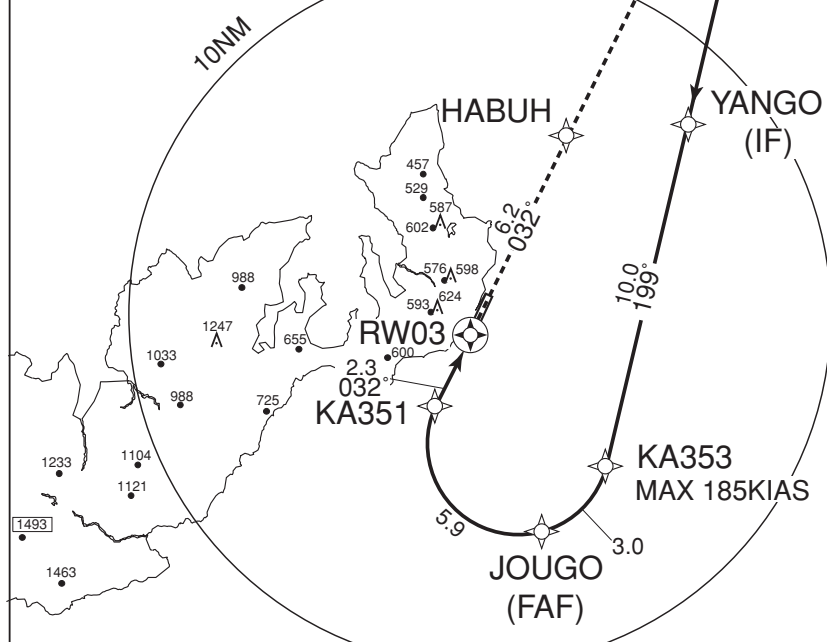 10NM
HABUH
YANGO
(IF)
457
529
587
602
6.2
032°
576
598
988
10.0
199°
593
624
1247
RW03
655
600
1033
2.3
032°
988
725
KA351
1104
1233
KA353
MAX 185KIAS
1121
5.9
1493
3.0
JOUGO
(FAF)
1463